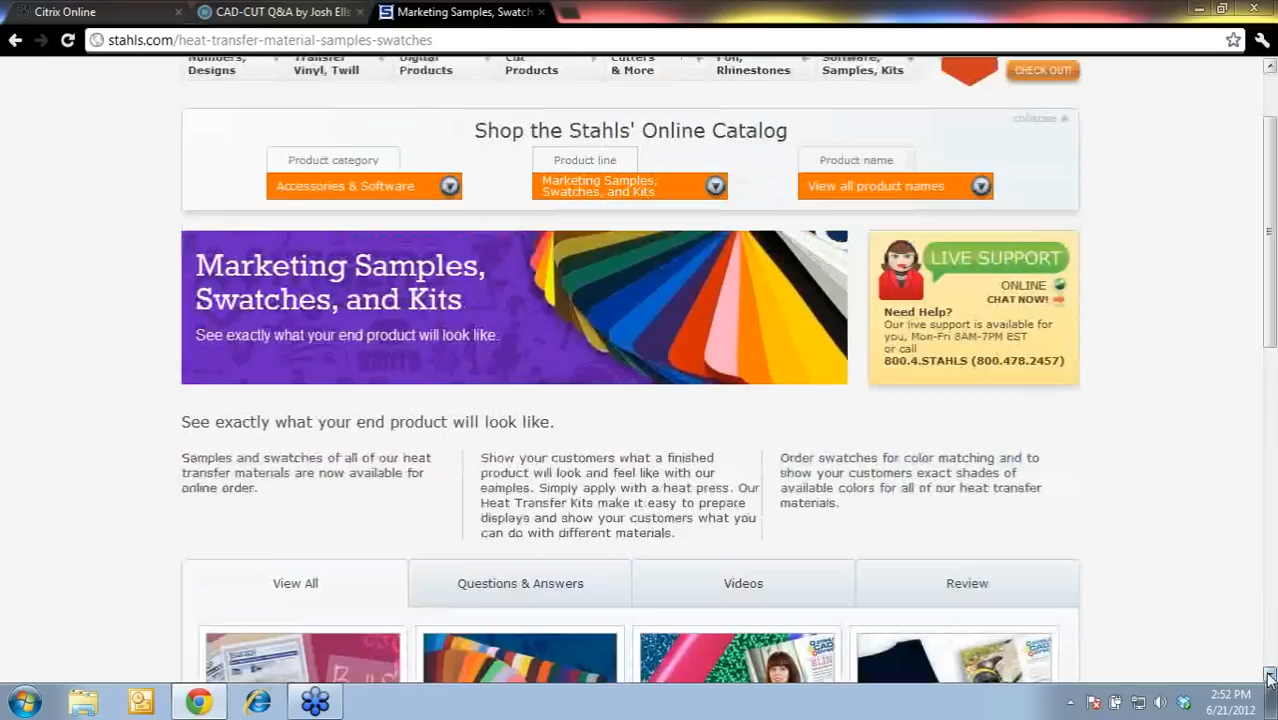 Citrix Online
CAD-CUT Q&A by Josh Ells
Marketing Samples, Swatch
stahls.com/heat-transfer-material-samples-swatches
Numbers,
Designs
Transfer
Vinyl, Twill
Digital
Products
Cut
Products
Cutters
& More
Fun,
Rhinestones
Software,
Samples, Kits
CHECK OUT!
collapse
Shop the Stahls' Online Catalog
Product category
Product line
Product name
Accessories & Software
Marketing Samples,
Swatches, and Kits
View all product names
Marketing Samples,
Swatches, and Kits
See exactly what your end product will look like.
LIVE SUPPORT
ONLINE
CHAT NOW!
Need Help?
Our live support is available for
you, Mon-Fri 8AM-7PM EST
or call
800.4.STAHLS (800.478.2457)
See exactly what your end product will look like.
Samples and swatches of all of our heat
transfer materials are now available for
online order.
Show your customers what a finished
product will look and feel like with our
samples. Simply apply with a heat press. Our
Heat Transfer Kits make it easy to prepare
displays and show your customers what you
can do with different materials.
Order swatches for color matching and to
show your customers exact shades of
available colors for all of our heat transfer
materials.
View All
Questions & Answers
Videos
Review
2:52 PM
6/21/2012